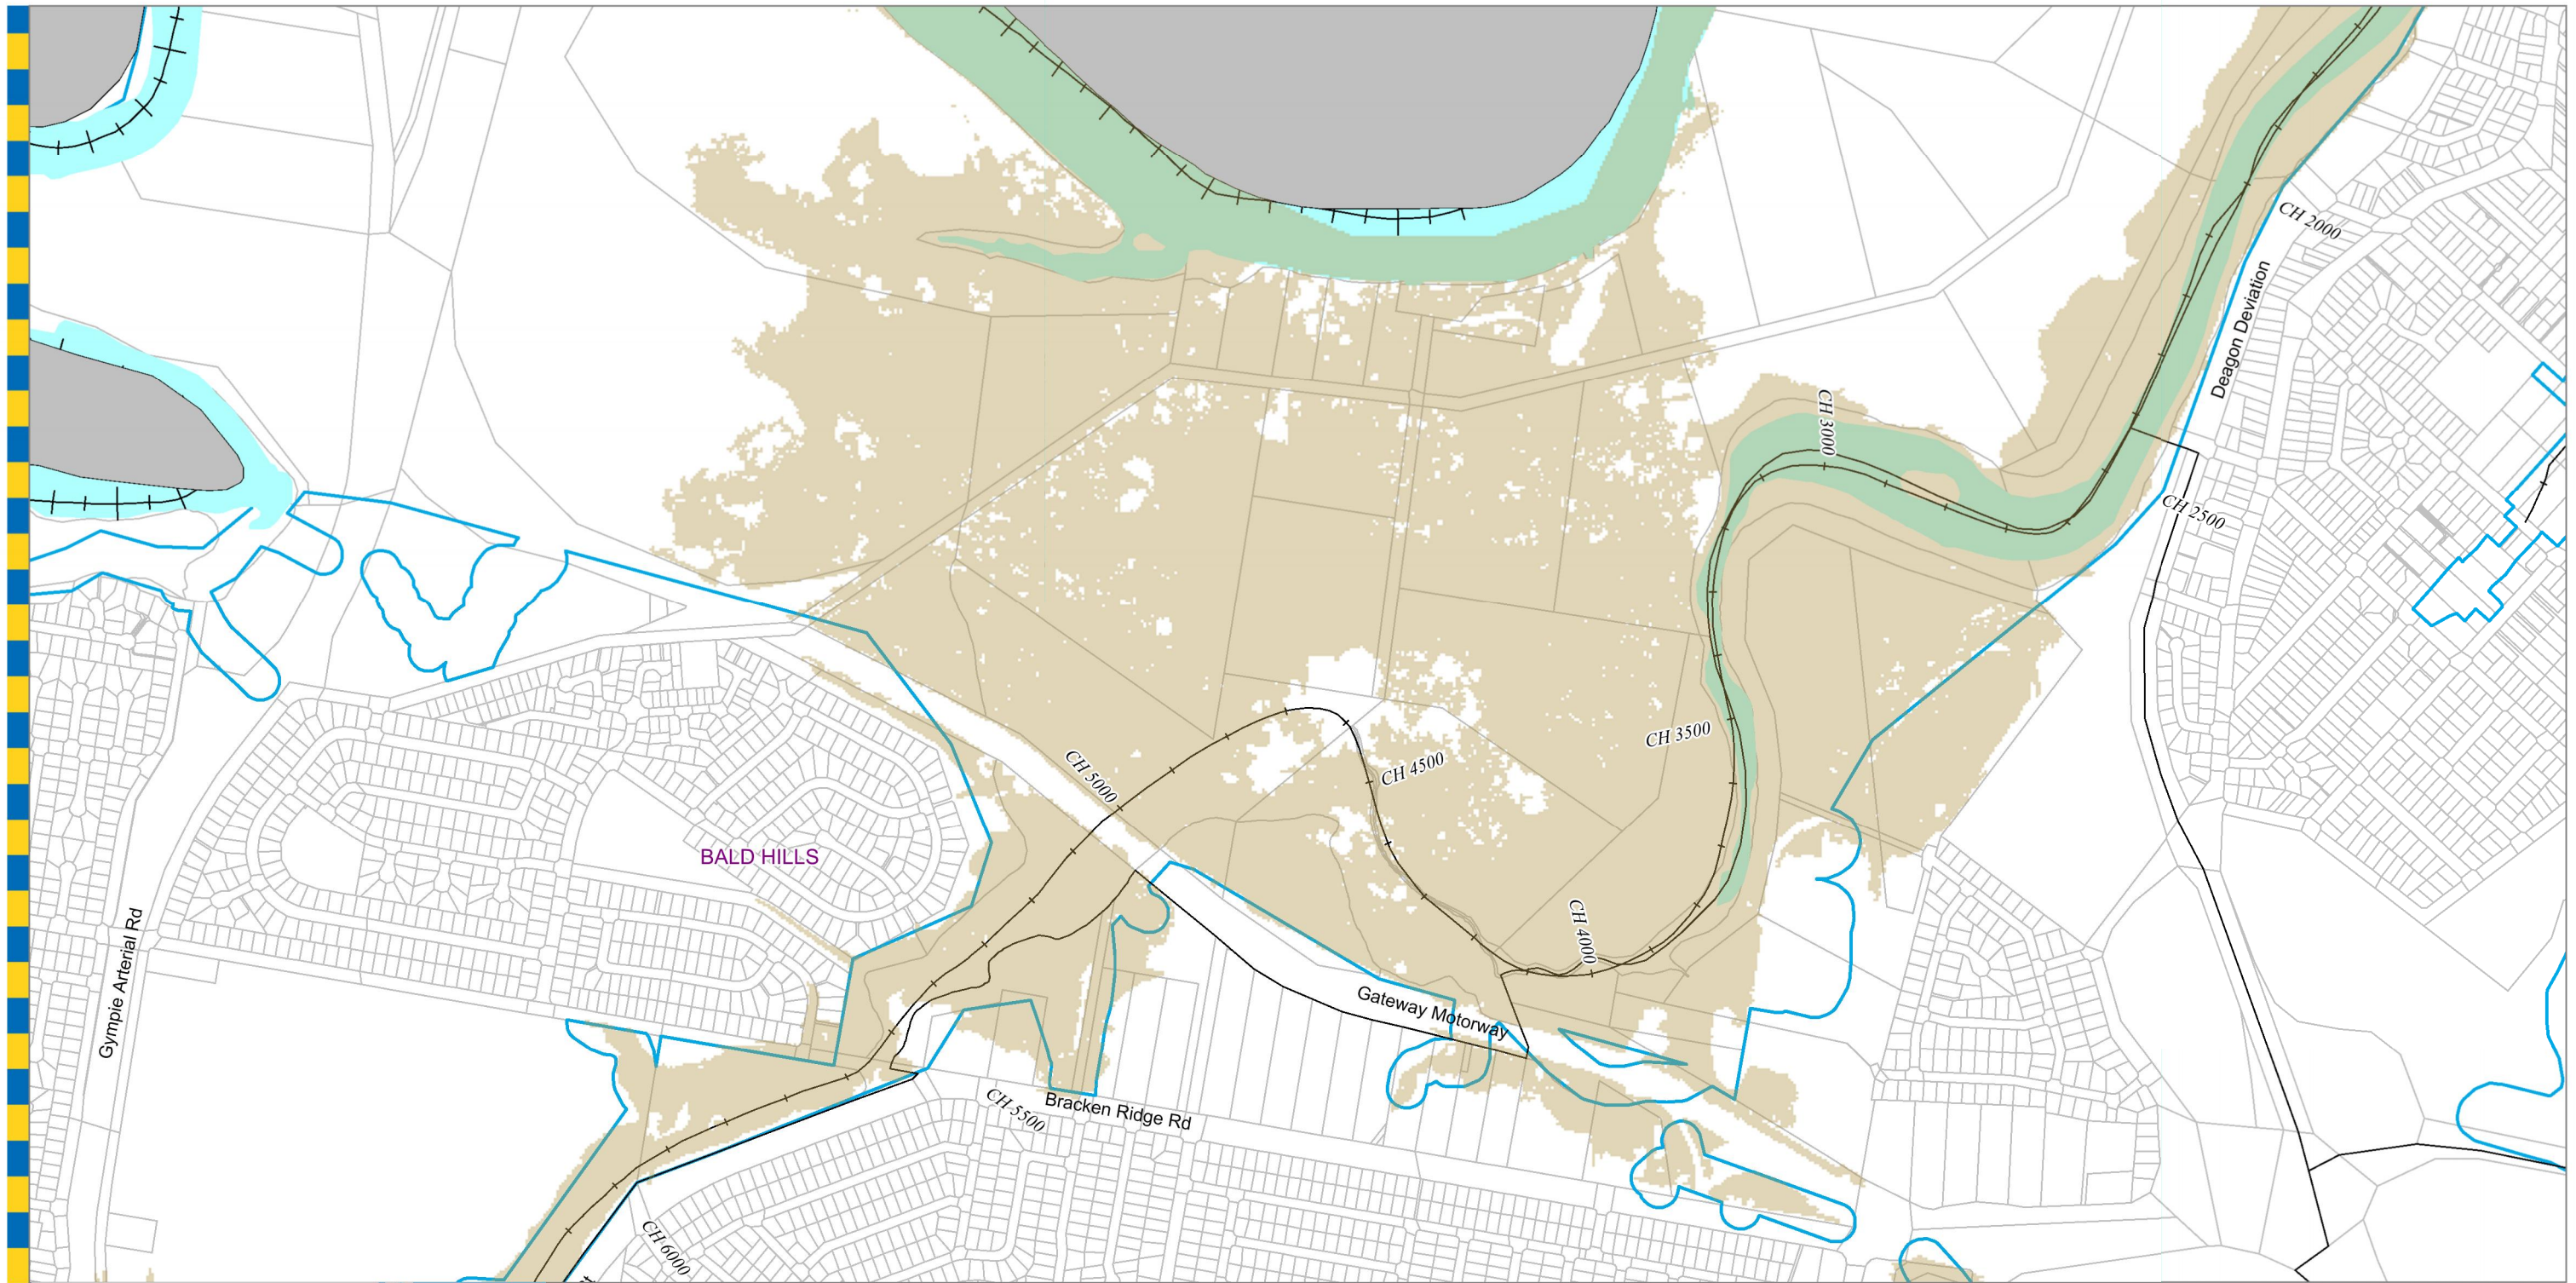 CH 2000
Deagon Deviation
CH 3000
CH 2500
CH 3500
CH 4500
CH 5000
BALD HILLS
CH 4000
Gympie Arterial Rd
Gateway Motorway
CH 5500
Bracken Ridge Rd
CH 6000